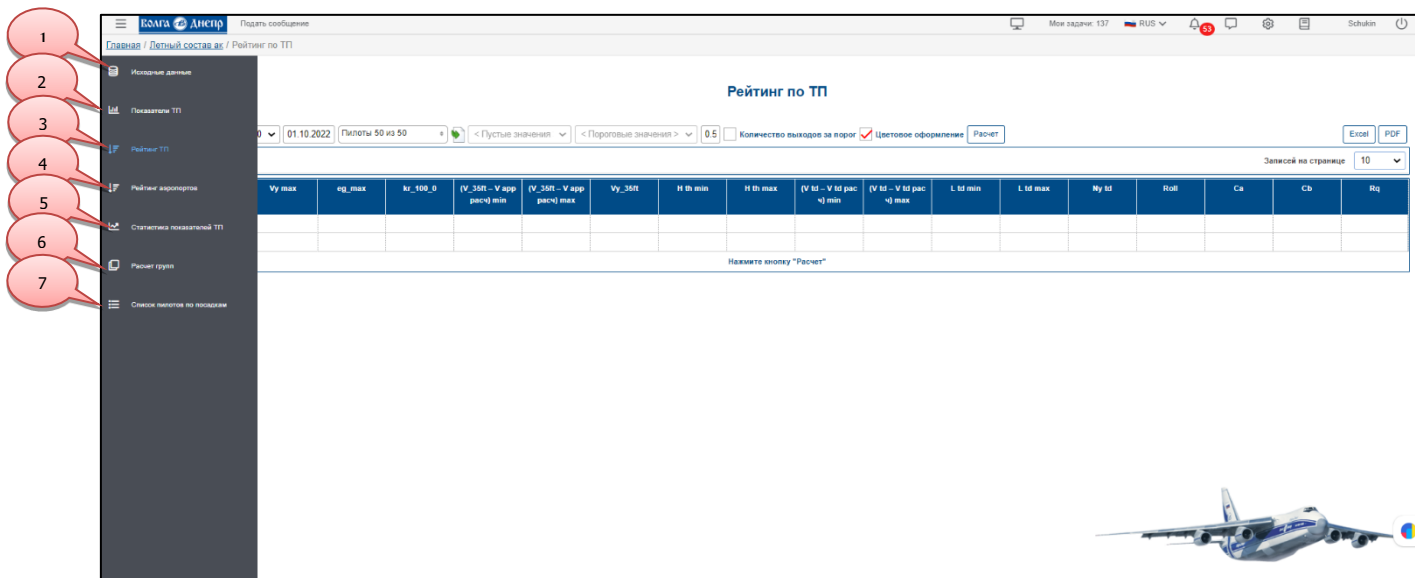 1
2
3
4
5
6
7
Волга Днепр Подать сообщение Мои задачи: 137 RUS 53 Schukin
Главная / Летный состав ак / Рейтинг по ТП
Исходные данные
Показатели ТП
Рейтинг ТП
Рейтинг аэропортов
Статистика показателей ТП
Расчет групп
Список пилотов по посадкам
Рейтинг по ТП
0 01.10.2022 Пилоты 50 из 50 < Пустые значения < Пороговые значения > 0.5 Количество выходов за порог Цветовое оформление Расчет Excel PDF
Записей на странице 10
Vy max eg_max kr_100_0 (V_35ft – V app (V_35ft – V app Vy_35ft H th min H th max (V td – V td рас (V td – V td рас L td min L td max Ny td Roll Ca Cb Rq
расч) min расч) max ч) min ч) max
Нажмите кнопку "Расчет"